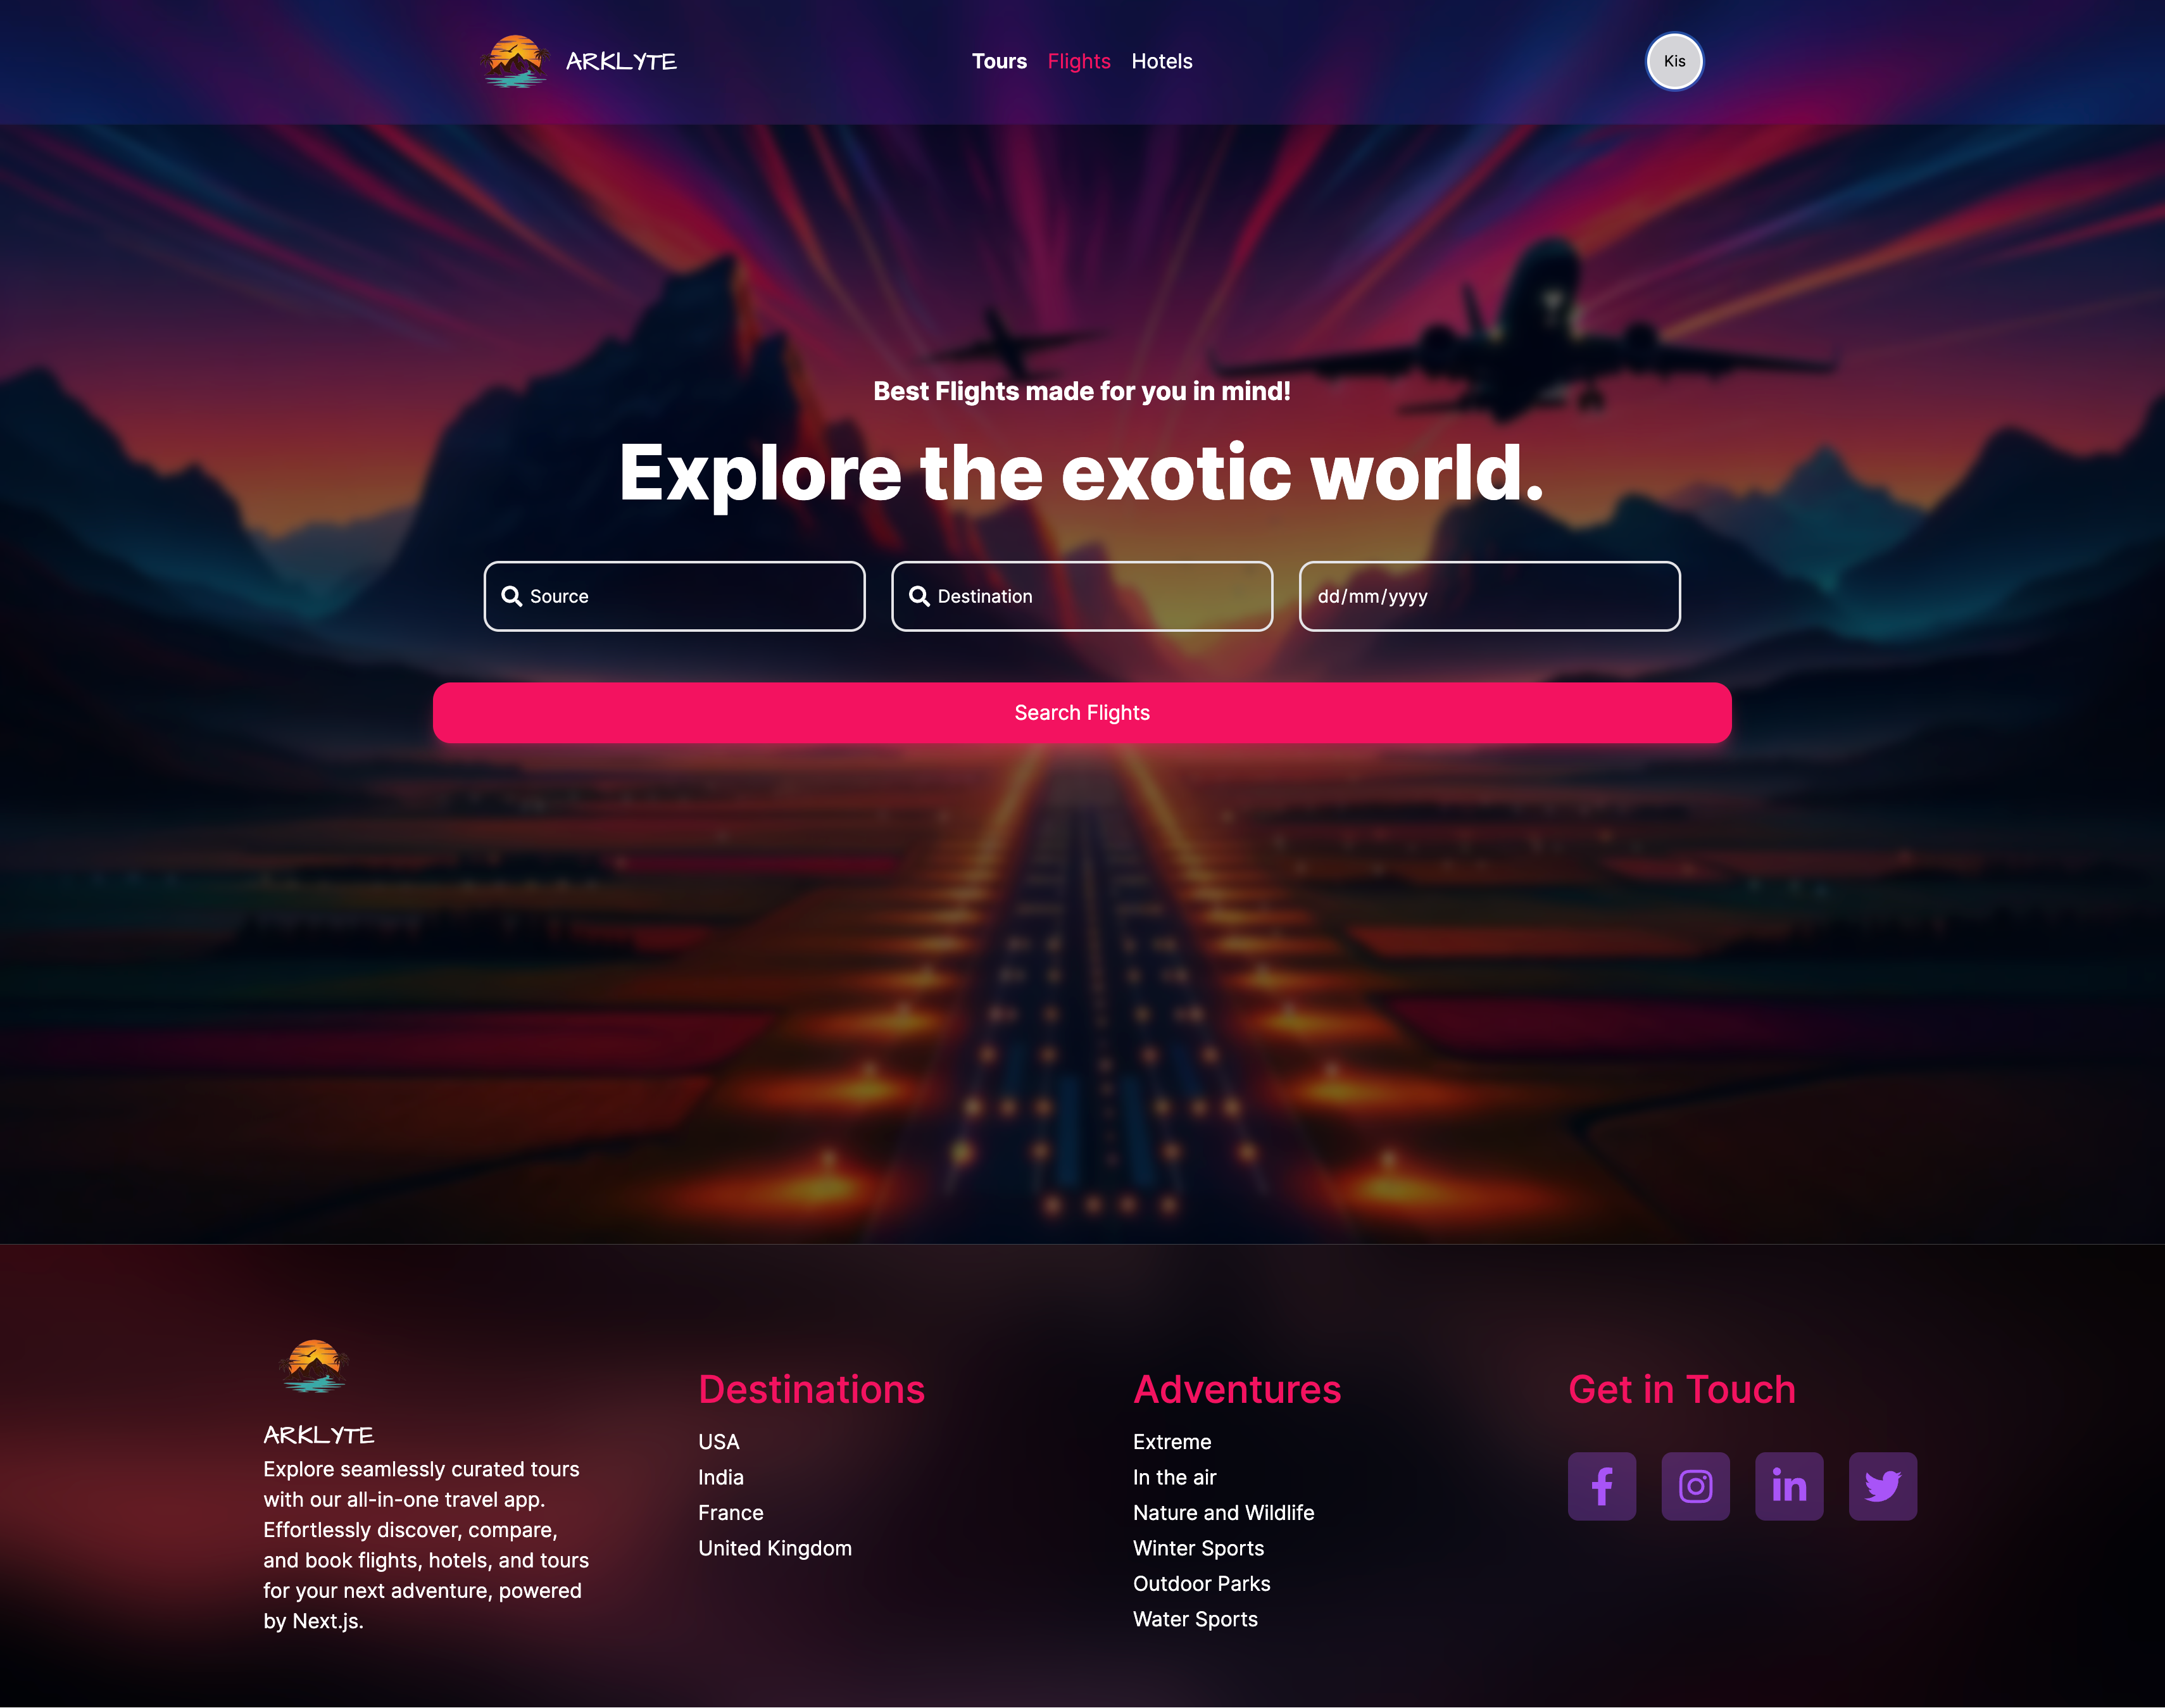 ARKLYTE
Tours Flights Hotels
Kis
Best Flights made for you in mind!
Explore the exotic world.
Source
Destination
dd/mm/yyyy
Search Flights
ARKLYTE
Explore seamlessly curated tours
with our all-in-one travel app.
Effortlessly discover, compare,
and book flights, hotels, and tours
for your next adventure, powered
by Next.js.
Destinations
USA
India
France
United Kingdom
Adventures
Extreme
In the air
Nature and Wildlife
Winter Sports
Outdoor Parks
Water Sports
Get in Touch